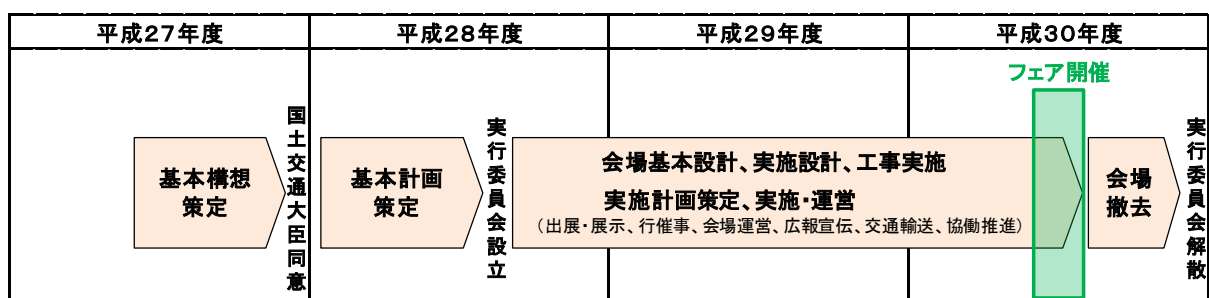 平成27年度
平成28年度
平成29年度
平成30年度
フェア開催
基本構想
策定
国土交通大臣同意
基本計画
策定
実行委員会設立
会場基本設計、実施設計、工事実施
実施計画策定、実施・運営
（出展・展示、行催事、会場運営、広報宣伝、交通輸送、協働推進）
会場
撤去
実行委員会解散